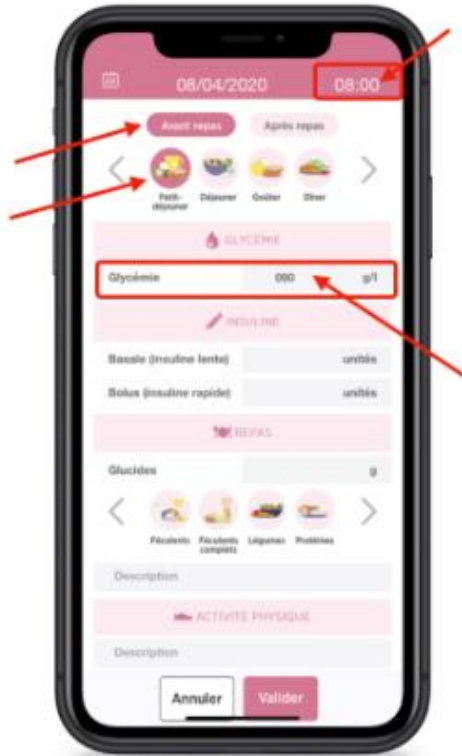 08/04/2020 08:00
Avant repas Après repas
Petit-déjeuner Déjeuner Goûter Dîner
GLYCÉMIE
Glycémie 090 g/l
INSULINE
Basale (insuline lente) unités
Bolus (insuline rapide) unités
REPAS
Glucides g
Féculents Féculents complets Légumes Protéines
Description
ACTIVITÉ PHYSIQUE
Description
Annuler Valider